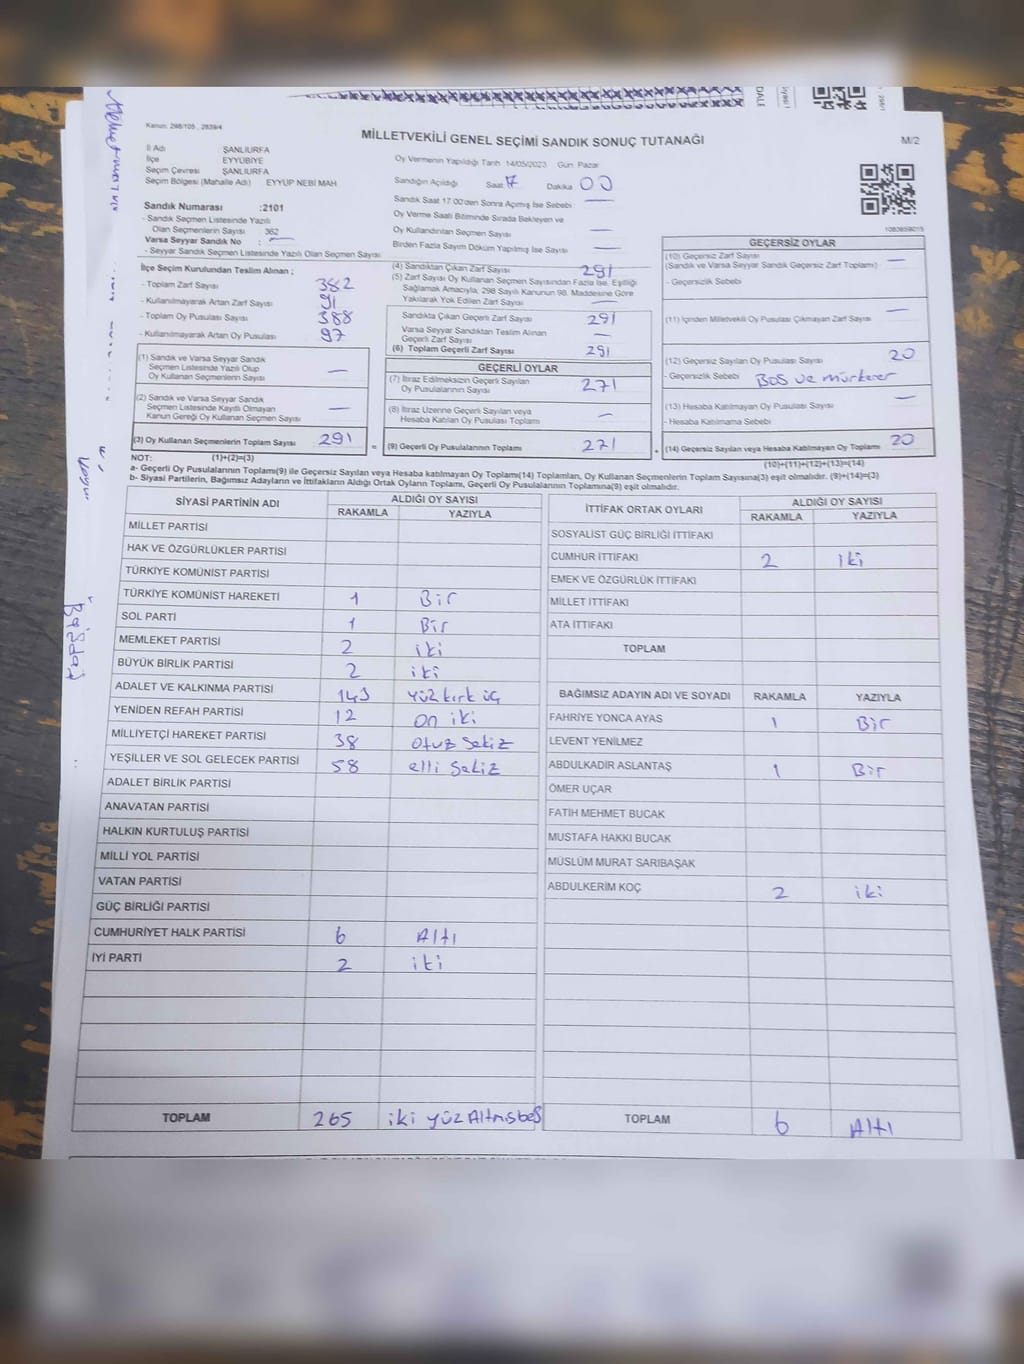 Kanun: 298/105, 2839/4
MİLLETVEKİLİ GENEL SEÇİMİ SANDIK SONUÇ TUTANAĞI
M/2
İl Adı : ŞANLIURFA
İlçe : EYYÜBİYE
Seçim Çevresi : ŞANLIURFA
Seçim Bölgesi (Mahalle Adı) EYYÜP NEBİ MAH
Oy Vermenin Yapıldığı Tarih 14/05/2023 Gün Pazar
Sandığın Açıldığı Saat 17 Dakika 00
Sandık Saat 17.00'den Sonra Açılmış İse Sebebi : —
Oy Verme Saati Bitiminde Sırada Bekleyen ve
Oy Kullandırılan Seçmen Sayısı —
Birden Fazla Sayım Döküm Yapılmış İse Sayısı —
Sandık Numarası :2101
- Sandık Seçmen Listesinde Yazılı
Olan Seçmenlerin Sayısı 362
Varsa Seyyar Sandık No : —
- Seyyar Sandık Seçmen Listesinde Yazılı Olan Seçmen Sayısı
İlçe Seçim Kurulundan Teslim Alınan ;
- Toplam Zarf Sayısı 382
- Kullanılmayarak Artan Zarf Sayısı 91
- Toplam Oy Pusulası Sayısı 388
- Kullanılmayarak Artan Oy Pusulası 97
(1) Sandık ve Varsa Seyyar Sandık
Seçmen Listesinde Yazılı Olup
Oy Kullanan Seçmenlerin Sayısı —
(2) Sandık ve Varsa Seyyar Sandık
Seçmen Listesinde Kayıtlı Olmayan
Kanun Gereği Oy Kullanan Seçmen Sayısı —
(3) Oy Kullanan Seçmenlerin Toplam Sayısı 291
(4) Sandıktan Çıkan Zarf Sayısı 291
(5) Zarf Sayısı Oy Kullanan Seçmen Sayısından Fazla İse, Eşitliği
Sağlamak Amacıyla, 298 Sayılı Kanunun 98. Maddesine Göre
Yakılarak Yok Edilen Zarf Sayısı —
Sandıkta Çıkan Geçerli Zarf Sayısı 291
Varsa Seyyar Sandıktan Teslim Alınan
Geçerli Zarf Sayısı —
(6) Toplam Geçerli Zarf Sayısı 291
GEÇERLİ OYLAR
(7) İtiraz Edilmeksizin Geçerli Sayılan
Oy Pusulalarının Sayısı 271
(8) İtiraz Üzerine Geçerli Sayılan veya
Hesaba Katılan Oy Pusulası Toplamı —
= (9) Geçerli Oy Pusulalarının Toplamı 271
1083659015
GEÇERSİZ OYLAR
(10) Geçersiz Zarf Sayısı
(Sandık ve Varsa Seyyar Sandık Geçersiz Zarf Toplamı) —
- Geçersizlik Sebebi
(11) İçinden Milletvekili Oy Pusulası Çıkmayan Zarf Sayısı —
(12) Geçersiz Sayılan Oy Pusulası Sayısı 20
- Geçersizlik Sebebi BOŞ ve mürkerer
(13) Hesaba Katılmayan Oy Pusulası Sayısı —
- Hesaba Katılmama Sebebi
+ (14) Geçersiz Sayılan veya Hesaba Katılmayan Oy Toplamı 20
NOT: (1)+(2)=(3) (10)+(11)+(12)+(13)=(14)
a- Geçerli Oy Pusulalarının Toplamı(9) ile Geçersiz Sayılan veya Hesaba katılmayan Oy Toplamı(14) Toplamları, Oy Kullanan Seçmenlerin Toplam Sayısına(3) eşit olmalıdır. (9)+(14)=(3)
b- Siyasi Partilerin, Bağımsız Adayların ve İttifakların Aldığı Ortak Oyların Toplamı, Geçerli Oy Pusulalarının Toplamına(9) eşit olmalıdır.
SİYASİ PARTİNİN ADI ALDIĞI OY SAYISI
RAKAMLA YAZIYLA
MİLLET PARTİSİ
HAK VE ÖZGÜRLÜKLER PARTİSİ
TÜRKİYE KOMÜNİST PARTİSİ
TÜRKİYE KOMÜNİST HAREKETİ 1 Bir
SOL PARTİ 1 Bir
MEMLEKET PARTİSİ 2 iki
BÜYÜK BİRLİK PARTİSİ 2 iki
ADALET VE KALKINMA PARTİSİ 143 Yüz kırk üç
YENİDEN REFAH PARTİSİ 12 on iki
MİLLİYETÇİ HAREKET PARTİSİ 38 otuz sekiz
YEŞİLLER VE SOL GELECEK PARTİSİ 58 elli sekiz
ADALET BİRLİK PARTİSİ
ANAVATAN PARTİSİ
HALKIN KURTULUŞ PARTİSİ
MİLLİ YOL PARTİSİ
VATAN PARTİSİ
GÜÇ BİRLİĞİ PARTİSİ
CUMHURİYET HALK PARTİSİ 6 Altı
İYİ PARTİ 2 iki
TOPLAM 265 iki yüz Altmışbeş
İTTİFAK ORTAK OYLARI ALDIĞI OY SAYISI
RAKAMLA YAZIYLA
SOSYALİST GÜÇ BİRLİĞİ İTTİFAKI
CUMHUR İTTİFAKI 2 iki
EMEK VE ÖZGÜRLÜK İTTİFAKI
MİLLET İTTİFAKI
ATA İTTİFAKI
TOPLAM
BAĞIMSIZ ADAYIN ADI VE SOYADI RAKAMLA YAZIYLA
FAHRİYE YONCA AYAS 1 Bir
LEVENT YENİLMEZ
ABDULKADİR ASLANTAŞ 1 Bir
ÖMER UÇAR
FATİH MEHMET BUCAK
MUSTAFA HAKKI BUCAK
MÜSLÜM MURAT SARIBAŞAK
ABDULKERİM KOÇ 2 iki
TOPLAM 6 Altı